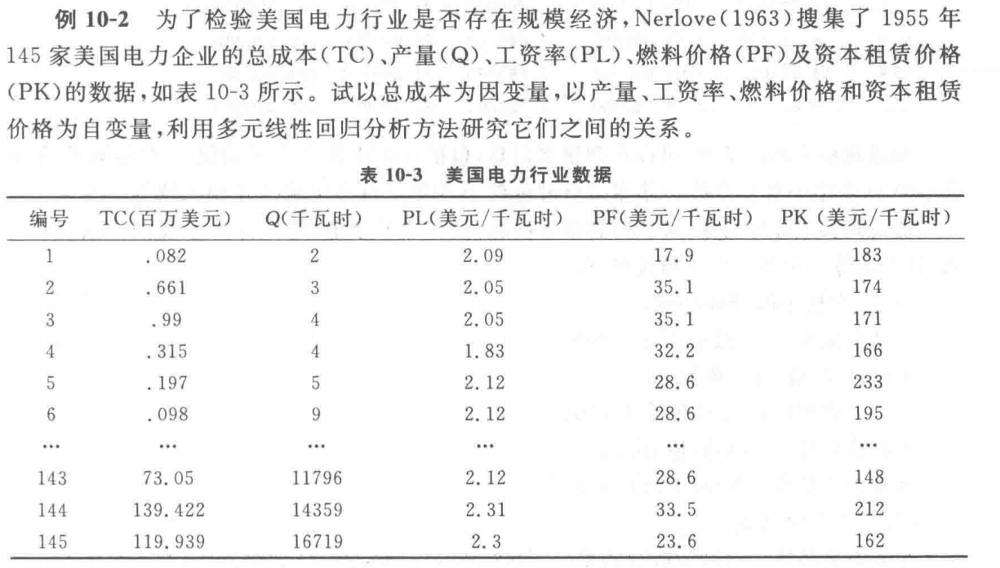 例 10-2 为了检验美国电力行业是否存在规模经济,Nerlove(1963)搜集了 1955 年
145 家美国电力企业的总成本(TC)、产量(Q)、工资率(PL)、燃料价格(PF)及资本租赁价格
(PK)的数据,如表 10-3 所示。试以总成本为因变量,以产量、工资率、燃料价格和资本租赁
价格为自变量,利用多元线性回归分析方法研究它们之间的关系。
表 10-3 美国电力行业数据
编号 TC(百万美元) Q(千瓦时) PL(美元/千瓦时) PF(美元/千瓦时) PK (美元/千瓦时)
1 .082 2 2.09 17.9 183
2 .661 3 2.05 35.1 174
3 .99 4 2.05 35.1 171
4 .315 4 1.83 32.2 166
5 .197 5 2.12 28.6 233
6 .098 9 2.12 28.6 195
… … … … … …
143 73.05 11796 2.12 28.6 148
144 139.422 14359 2.31 33.5 212
145 119.939 16719 2.3 23.6 162